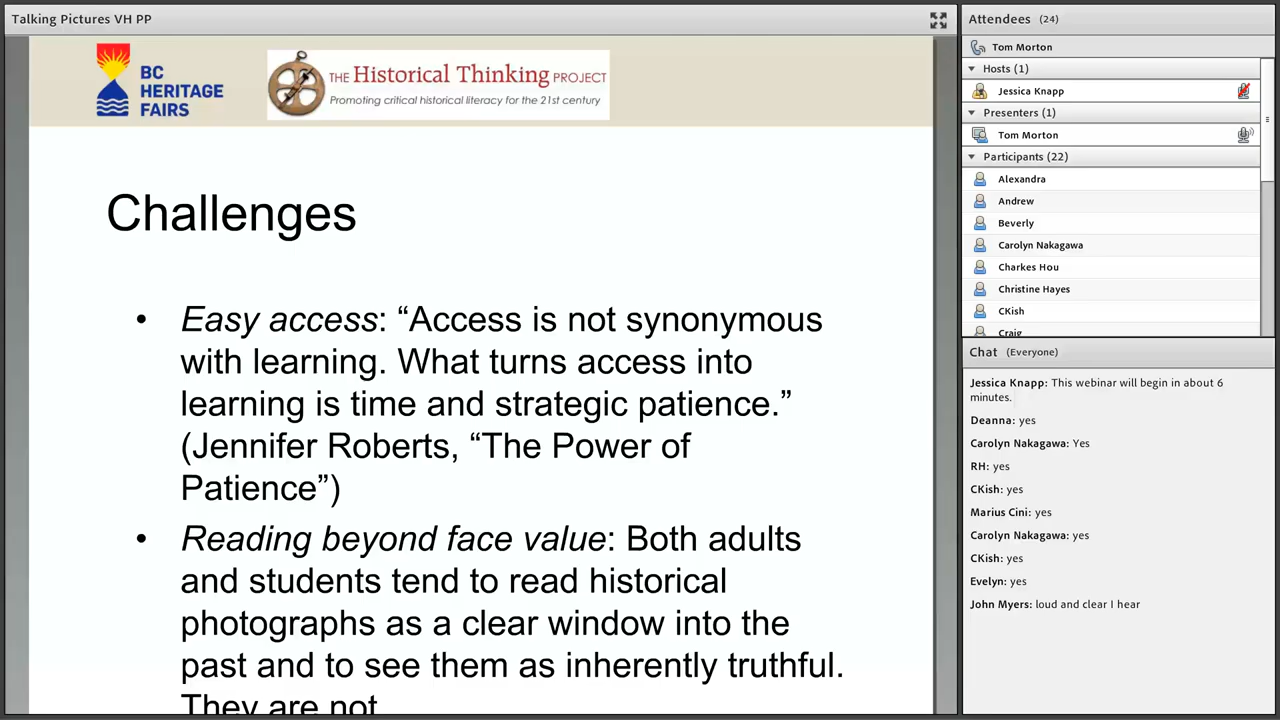 Talking Pictures VH PP
BC
HERITAGE
FAIRS
THE Historical Thinking PROJECT
Promoting critical historical literacy for the 21st century
Challenges
• Easy access: “Access is not synonymous
with learning. What turns access into
learning is time and strategic patience.”
(Jennifer Roberts, “The Power of
Patience”)
• Reading beyond face value: Both adults
and students tend to read historical
photographs as a clear window into the
past and to see them as inherently truthful.
They are not
Attendees (24)
Tom Morton
Hosts (1)
Jessica Knapp
Presenters (1)
Tom Morton
Participants (22)
Alexandra
Andrew
Beverly
Carolyn Nakagawa
Charkes Hou
Christine Hayes
CKish
Craig
Chat (Everyone)
Jessica Knapp: This webinar will begin in about 6
minutes.
Deanna: yes
Carolyn Nakagawa: Yes
RH: yes
CKish: yes
Marius Cini: yes
Carolyn Nakagawa: yes
CKish: yes
Evelyn: yes
John Myers: loud and clear I hear